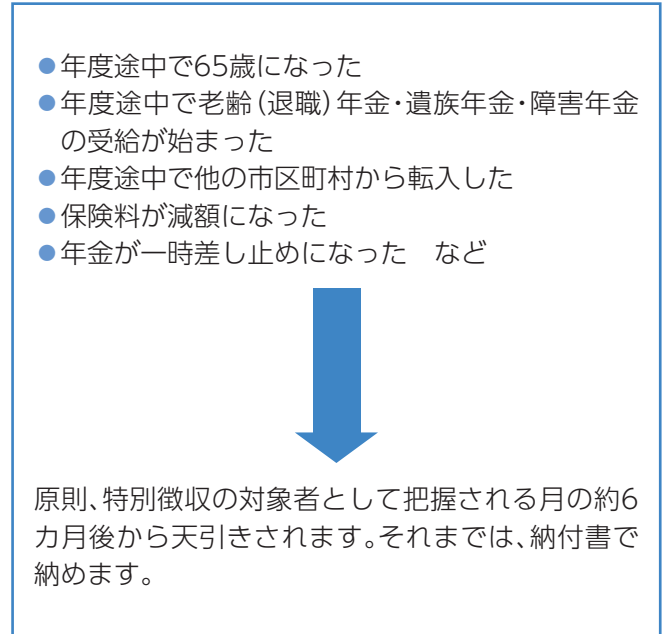 ●年度途中で65歳になった
●年度途中で老齢(退職)年金・遺族年金・障害年金
の受給が始まった
●年度途中で他の市区町村から転入した
●保険料が減額になった
●年金が一時差し止めになった　など
原則、特別徴収の対象者として把握される月の約6
カ月後から天引きされます。それまでは、納付書で
納めます。